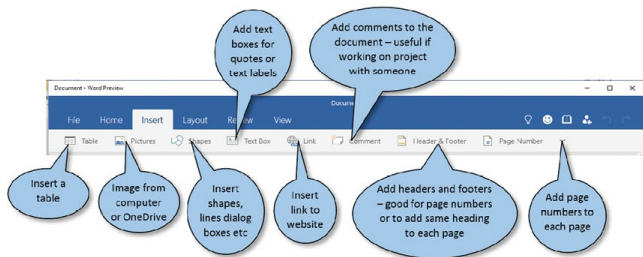 Add text
boxes for
quotes or
text labels
Add comments to the
document – useful if
working on project
with someone
Document - Word Preview
Document
File Home Insert Layout Review View
Table Pictures Shapes Text Box Link Comment Header & Footer Page Number
Insert a
table
Image from
computer
or OneDrive
Insert
shapes,
lines dialog
boxes etc
Insert
link to
website
Add headers and footers
– good for page numbers
or to add same heading
to each page
Add page
numbers to
each page